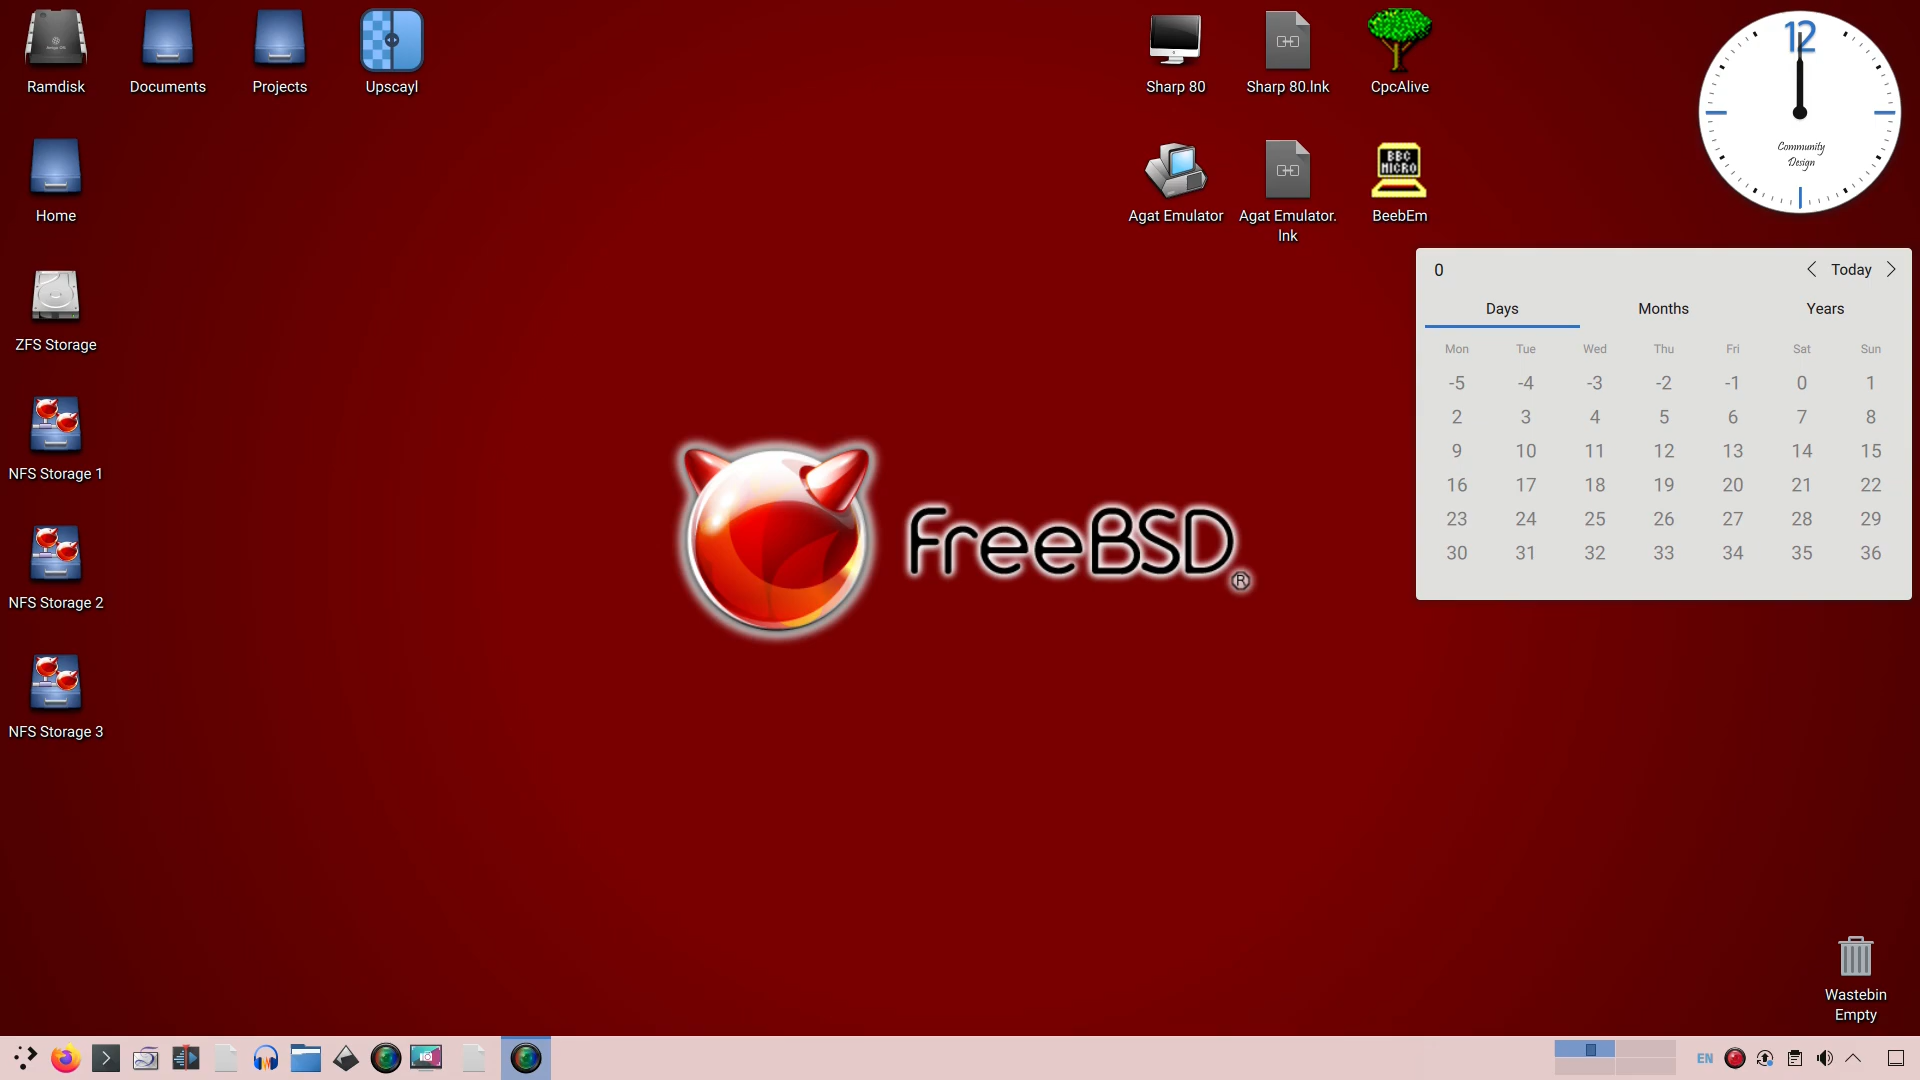 Ramdisk
Documents
Projects
Upscayl
Sharp 80
Sharp 80.lnk
CpcAlive
Home
Agat Emulator
Agat Emulator.
lnk
BBC
MICRO
BeebEm
12
Community
Design
ZFS Storage
NFS Storage 1
NFS Storage 2
NFS Storage 3
FreeBSD®
0
Today
Days Months Years
Mon Tue Wed Thu Fri Sat Sun
-5 -4 -3 -2 -1 0 1
2 3 4 5 6 7 8
9 10 11 12 13 14 15
16 17 18 19 20 21 22
23 24 25 26 27 28 29
30 31 32 33 34 35 36
Wastebin
Empty
EN